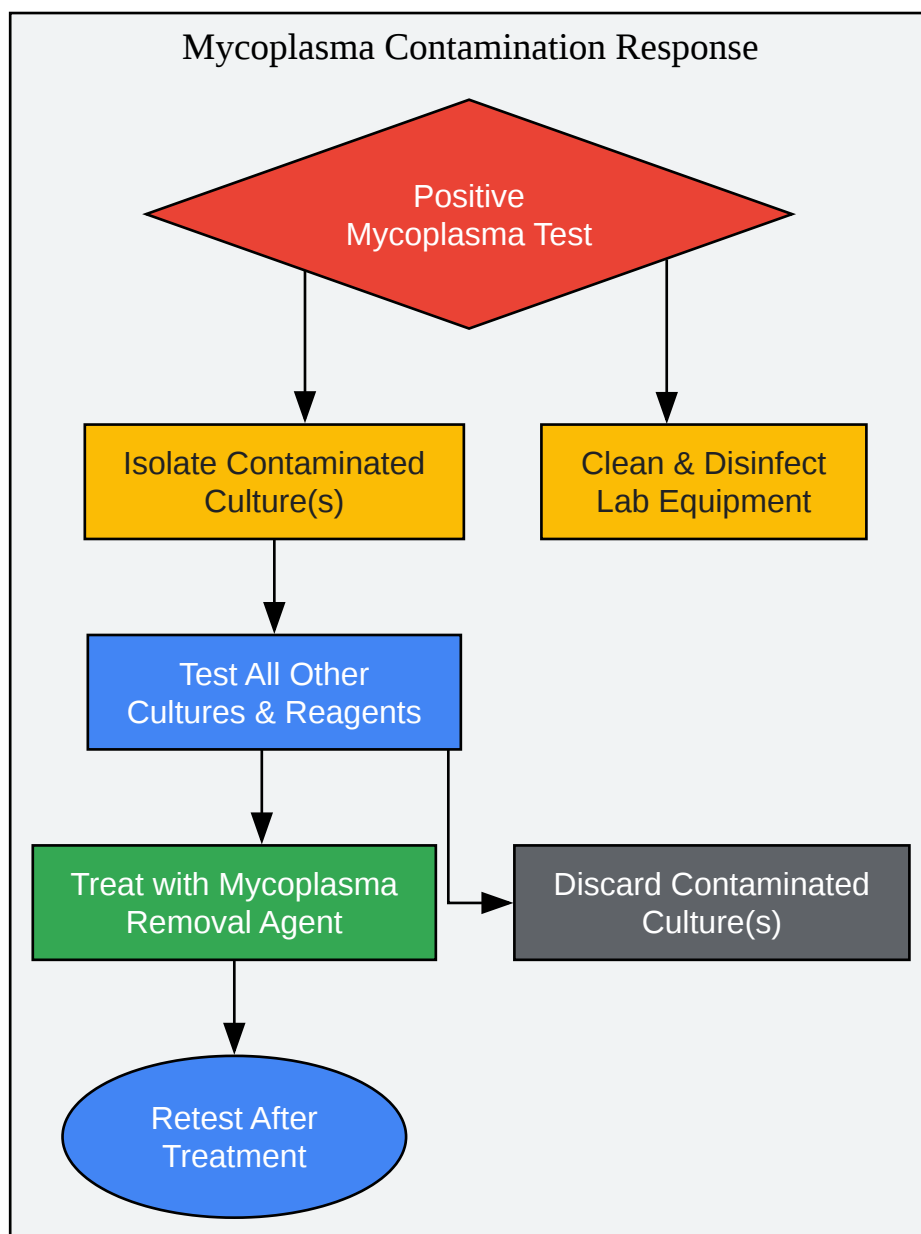 Mycoplasma Contamination Response
Positive
Mycoplasma Test
Isolate Contaminated
Culture(s)
Clean & Disinfect
Lab Equipment
Test All Other
Cultures & Reagents
Treat with Mycoplasma
Removal Agent
Discard Contaminated
Culture(s)
Retest After
Treatment